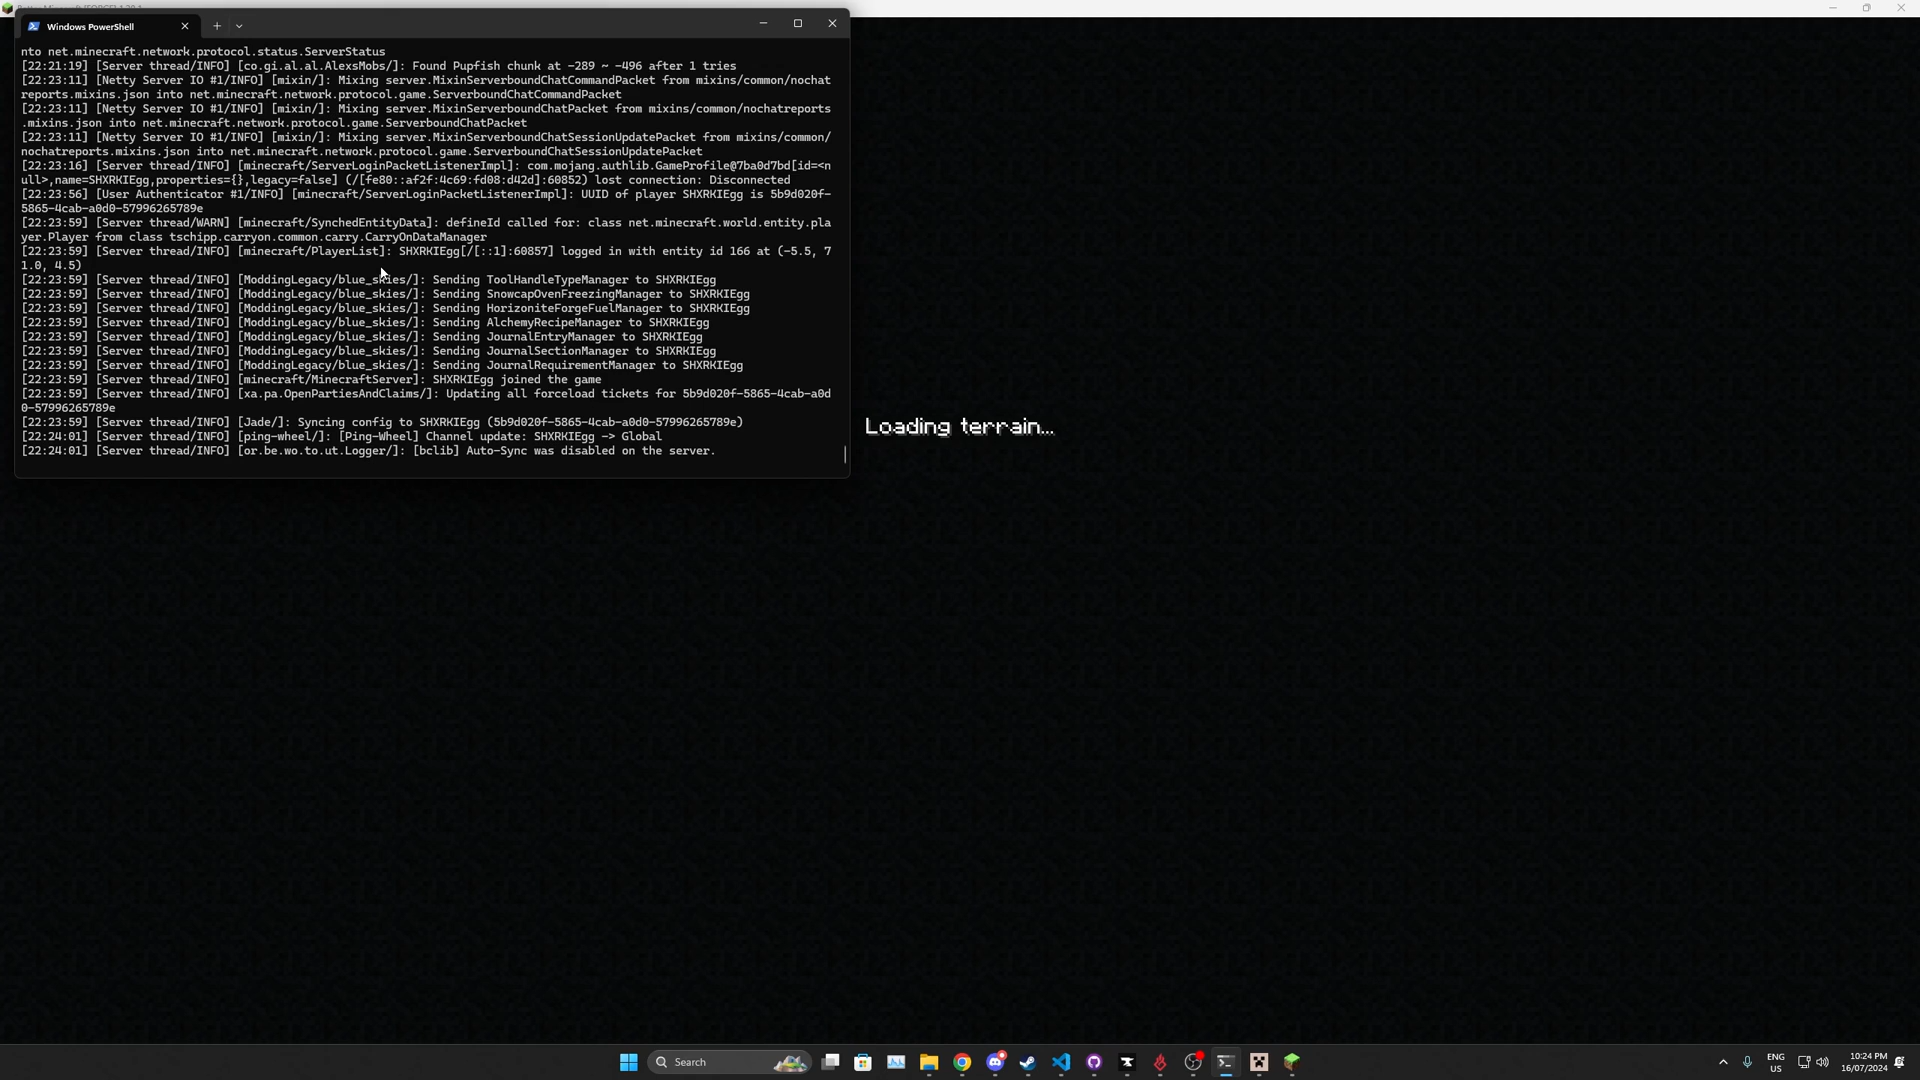 Windows PowerShell
nto net.minecraft.network.protocol.status.ServerStatus
[22:21:19] [Server thread/INFO] [co.gi.al.al.AlexsMobs/]: Found Pupfish chunk at -289 ~ -496 after 1 tries
[22:23:11] [Netty Server IO #1/INFO] [mixin/]: Mixing server.MixinServerboundChatCommandPacket from mixins/common/nochat
reports.mixins.json into net.minecraft.network.protocol.game.ServerboundChatCommandPacket
[22:23:11] [Netty Server IO #1/INFO] [mixin/]: Mixing server.MixinServerboundChatPacket from mixins/common/nochatreports
.mixins.json into net.minecraft.network.protocol.game.ServerboundChatPacket
[22:23:11] [Netty Server IO #1/INFO] [mixin/]: Mixing server.MixinServerboundChatSessionUpdatePacket from mixins/common/
nochatreports.mixins.json into net.minecraft.network.protocol.game.ServerboundChatSessionUpdatePacket
[22:23:16] [Server thread/INFO] [minecraft/ServerLoginPacketListenerImpl]: com.mojang.authlib.GameProfile@7ba0d7bd[id=<n
ull>,name=SHXRKIEgg,properties={},legacy=false] (/[fe80::af2f:4c69:fd08:d42d]:60852) lost connection: Disconnected
[22:23:56] [User Authenticator #1/INFO] [minecraft/ServerLoginPacketListenerImpl]: UUID of player SHXRKIEgg is 5b9d020f-
5865-4cab-a0d0-57996265789e
[22:23:59] [Server thread/WARN] [minecraft/SynchedEntityData]: defineId called for: class net.minecraft.world.entity.pla
yer.Player from class tschipp.carryon.common.carry.CarryOnDataManager
[22:23:59] [Server thread/INFO] [minecraft/PlayerList]: SHXRKIEgg[/[::1]:60857] logged in with entity id 166 at (-5.5, 7
1.0, 4.5)
[22:23:59] [Server thread/INFO] [ModdingLegacy/blue_skies/]: Sending ToolHandleTypeManager to SHXRKIEgg
[22:23:59] [Server thread/INFO] [ModdingLegacy/blue_skies/]: Sending SnowcapOvenFreezingManager to SHXRKIEgg
[22:23:59] [Server thread/INFO] [ModdingLegacy/blue_skies/]: Sending HorizoniteForgeFuelManager to SHXRKIEgg
[22:23:59] [Server thread/INFO] [ModdingLegacy/blue_skies/]: Sending AlchemyRecipeManager to SHXRKIEgg
[22:23:59] [Server thread/INFO] [ModdingLegacy/blue_skies/]: Sending JournalEntryManager to SHXRKIEgg
[22:23:59] [Server thread/INFO] [ModdingLegacy/blue_skies/]: Sending JournalSectionManager to SHXRKIEgg
[22:23:59] [Server thread/INFO] [ModdingLegacy/blue_skies/]: Sending JournalRequirementManager to SHXRKIEgg
[22:23:59] [Server thread/INFO] [minecraft/MinecraftServer]: SHXRKIEgg joined the game
[22:23:59] [Server thread/INFO] [xa.pa.OpenPartiesAndClaims/]: Updating all forceload tickets for 5b9d020f-5865-4cab-a0d
0-57996265789e
[22:23:59] [Server thread/INFO] [Jade/]: Syncing config to SHXRKIEgg (5b9d020f-5865-4cab-a0d0-57996265789e)
[22:24:01] [Server thread/INFO] [ping-wheel/]: [Ping-Wheel] Channel update: SHXRKIEgg -> Global
[22:24:01] [Server thread/INFO] [or.be.wo.to.ut.Logger/]: [bclib] Auto-Sync was disabled on the server.
Loading terrain...
Search
ENG
US
10:24 PM
16/07/2024